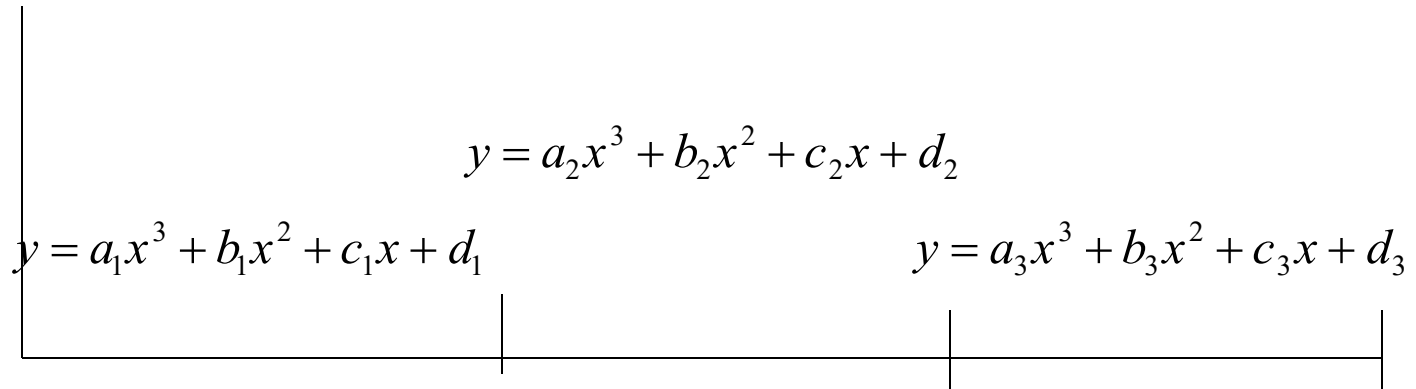 y = a₂x³ + b₂x² + c₂x + d₂
y = a₁x³ + b₁x² + c₁x + d₁
y = a₃x³ + b₃x² + c₃x + d₃